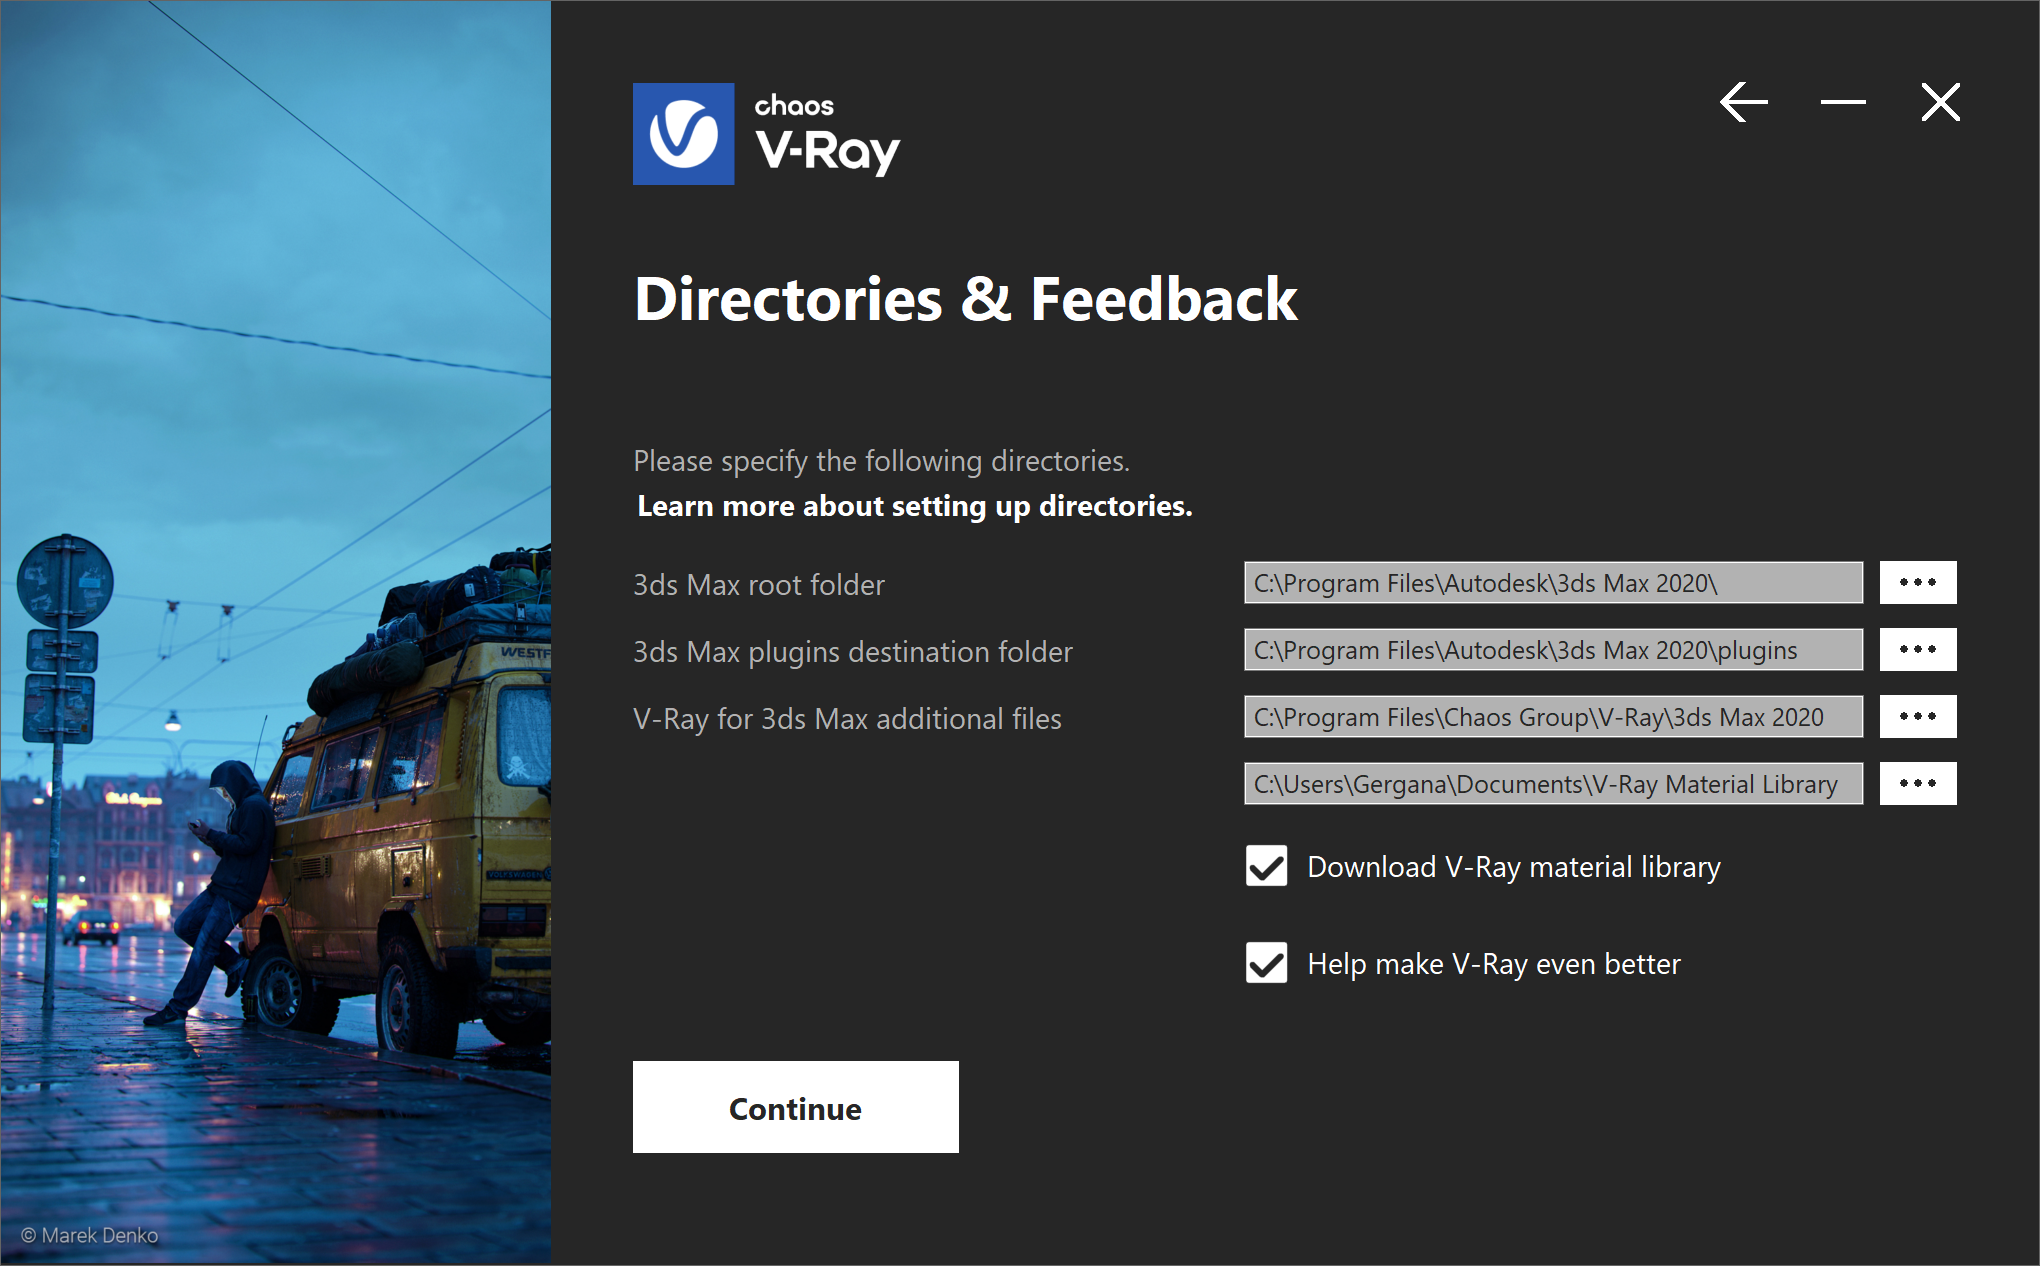 chaos
V-Ray
Directories & Feedback
Please specify the following directories.
Learn more about setting up directories.
3ds Max root folder
C:\Program Files\Autodesk\3ds Max 2020\
3ds Max plugins destination folder
C:\Program Files\Autodesk\3ds Max 2020\plugins
V-Ray for 3ds Max additional files
C:\Program Files\Chaos Group\V-Ray\3ds Max 2020
C:\Users\Gergana\Documents\V-Ray Material Library
Download V-Ray material library
Help make V-Ray even better
Continue
WESTF
VOLKSWAGEN
© Marek Denko